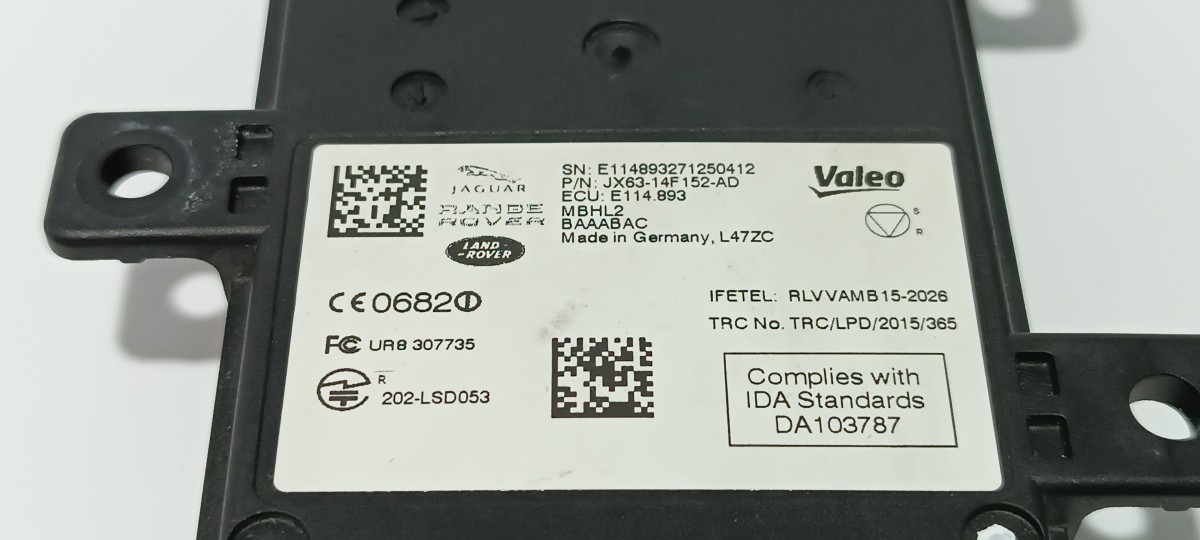 JAGUAR
RANGE
ROVER
LAND
-ROVER
SN: E114893271250412
P/N: JX63-14F152-AD
ECU: E114.893
MBHL2
BAAABAC
Made in Germany, L47ZC
Valeo
S
R
CE0682
FC UR8 307735
R
202-LSD053
IFETEL: RLVVAMB15-2026
TRC No. TRC/LPD/2015/365
Complies with
IDA Standards
DA103787